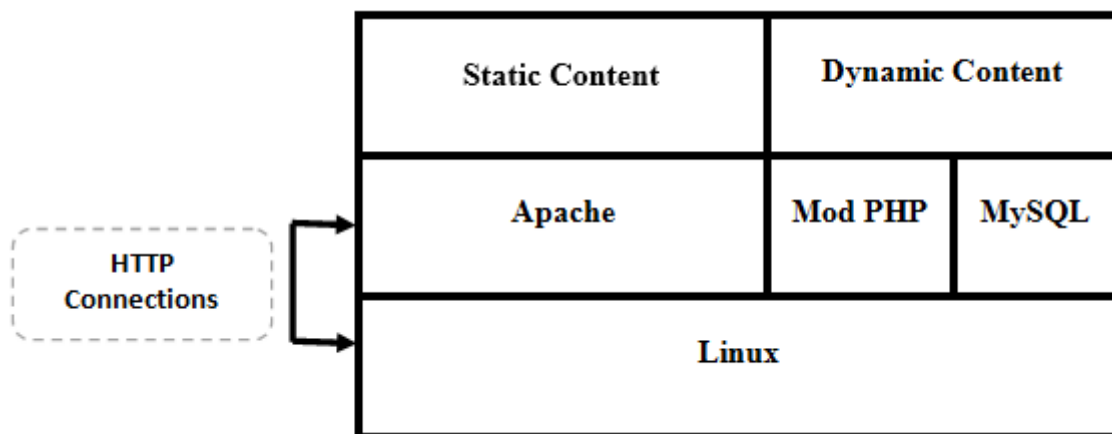 Static Content
Dynamic Content
Apache
Mod PHP
MySQL
HTTP
Connections
Linux